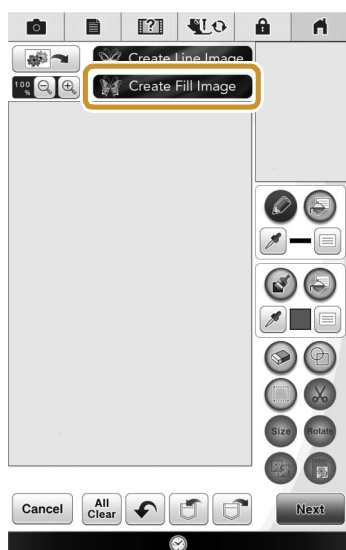 ?
Create Line Image
100
%
Create Fill Image
Size
Rotate
Cancel
All
Clear
Next